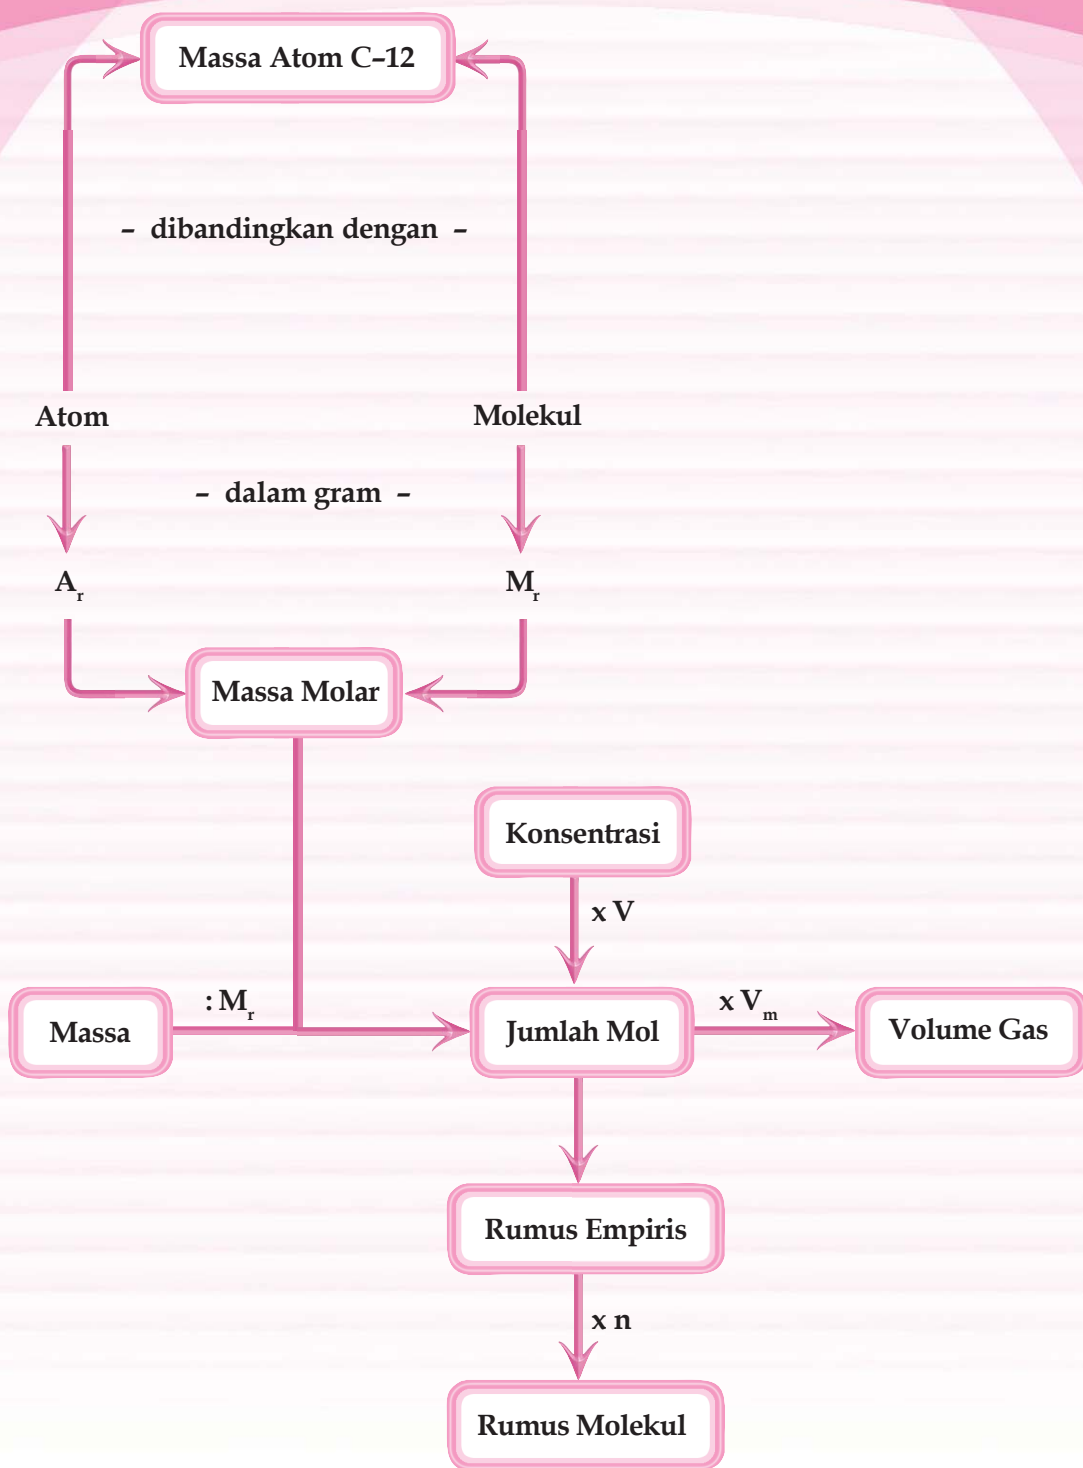 Massa Atom C–12
– dibandingkan dengan –
Atom
Molekul
– dalam gram –
Ar
Mr
Massa Molar
Konsentrasi
x V
Massa
: Mr
Jumlah Mol
x Vm
Volume Gas
Rumus Empiris
x n
Rumus Molekul